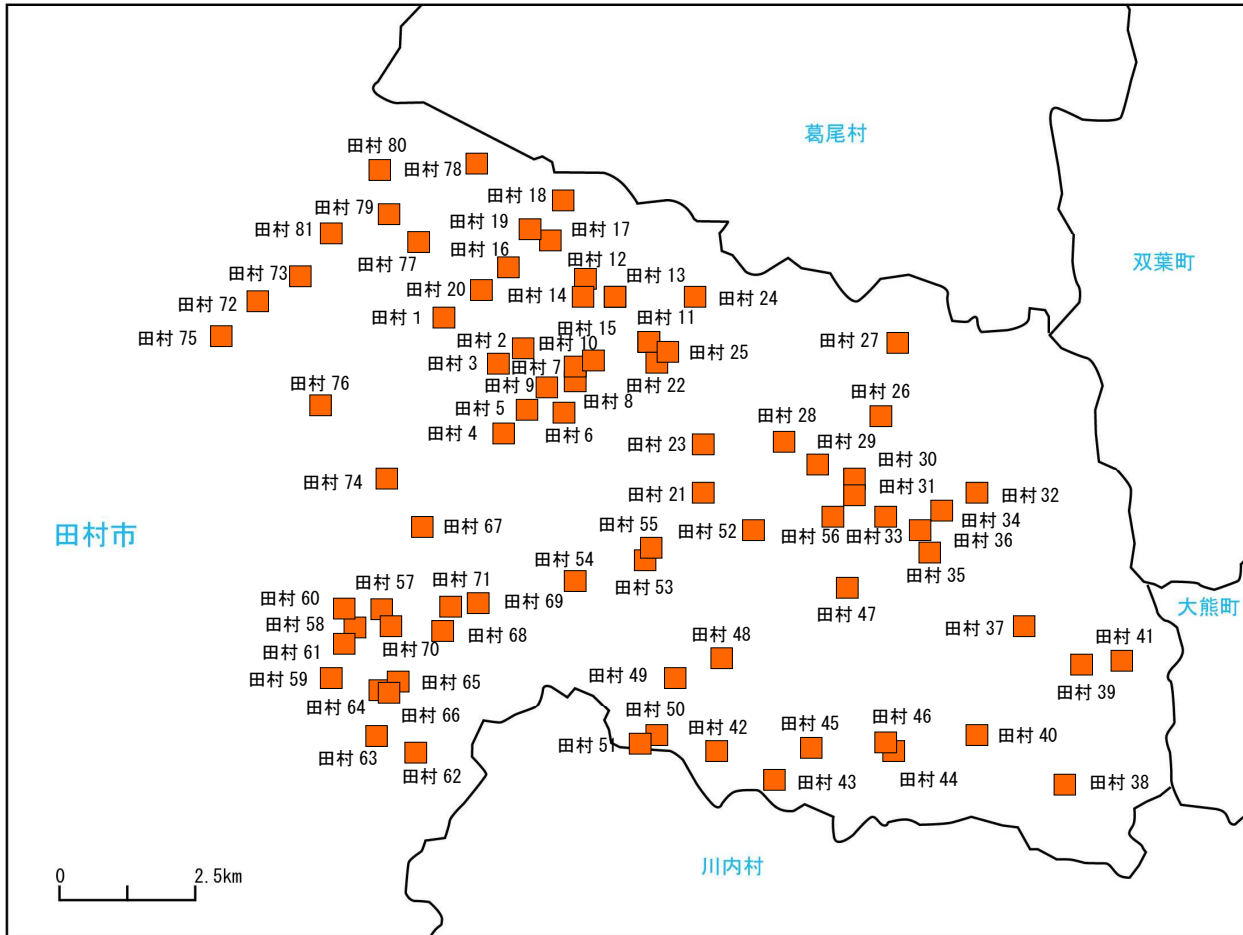 葛尾村
田村 80
田村 78
田村 18
田村 79
田村 19
田村 17
田村 81
双葉町
田村 16
田村 12
田村 77
田村 73
田村 13
田村 20
田村 14
田村 24
田村 72
田村 1
田村 15
田村 11
田村 75
田村 2
田村 10
田村 27
田村 25
田村 3
田村 7
田村 22
田村 76
田村 9
田村 26
田村 8
田村 5
田村 28
田村 4
田村 6
田村 23
田村 29
田村 30
田村 74
田村 31
田村 21
田村 32
田村 34
田村 67
田村 55
田村 52
田村 56
田村 33
田村市
田村 36
田村 54
田村 53
田村 35
田村 71
田村 57
田村 69
田村 60
田村 47
大熊町
田村 58
田村 68
田村 37
田村 41
田村 61
田村 70
田村 48
田村 59
田村 65
田村 49
田村 39
田村 64
田村 66
田村 50
田村 42
田村 45
田村 46
田村 40
田村 51
田村 63
田村 62
田村 43
田村 44
田村 38
川内村
0
2.5km